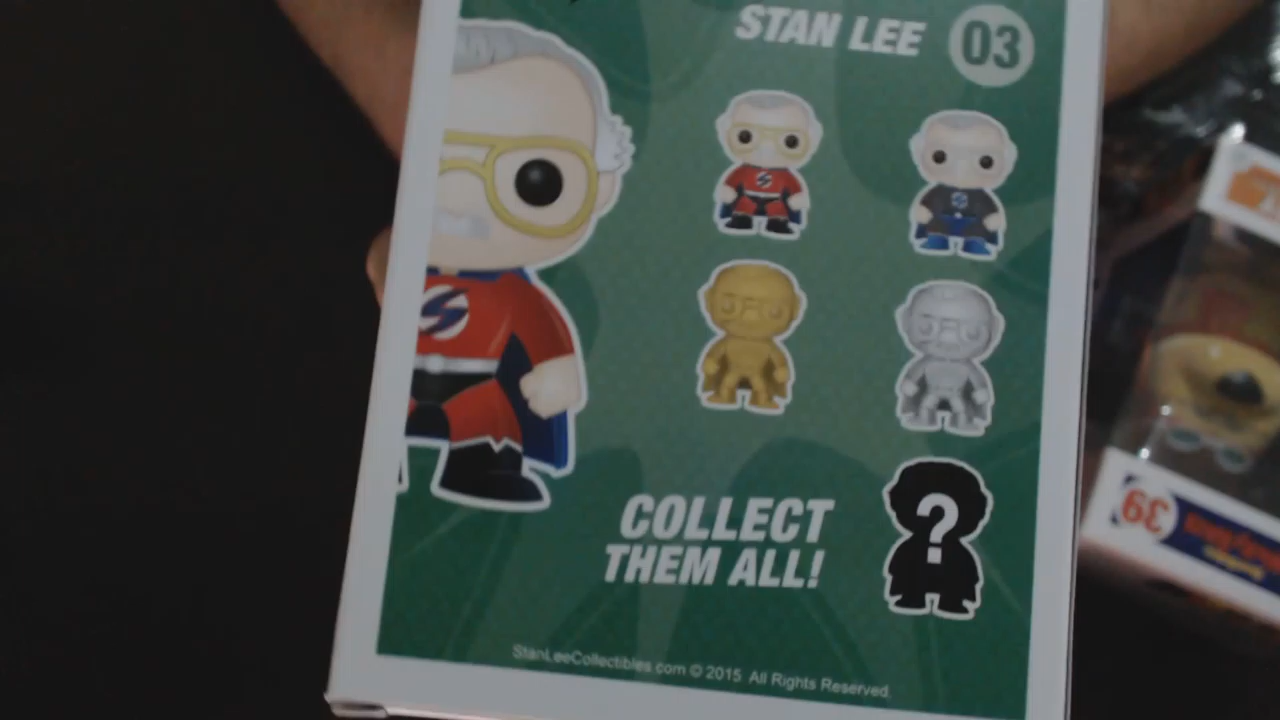 STAN LEE 03
?
COLLECT
THEM ALL!
StanLeeCollectibles.com © 2015 All Rights Reserved.
39